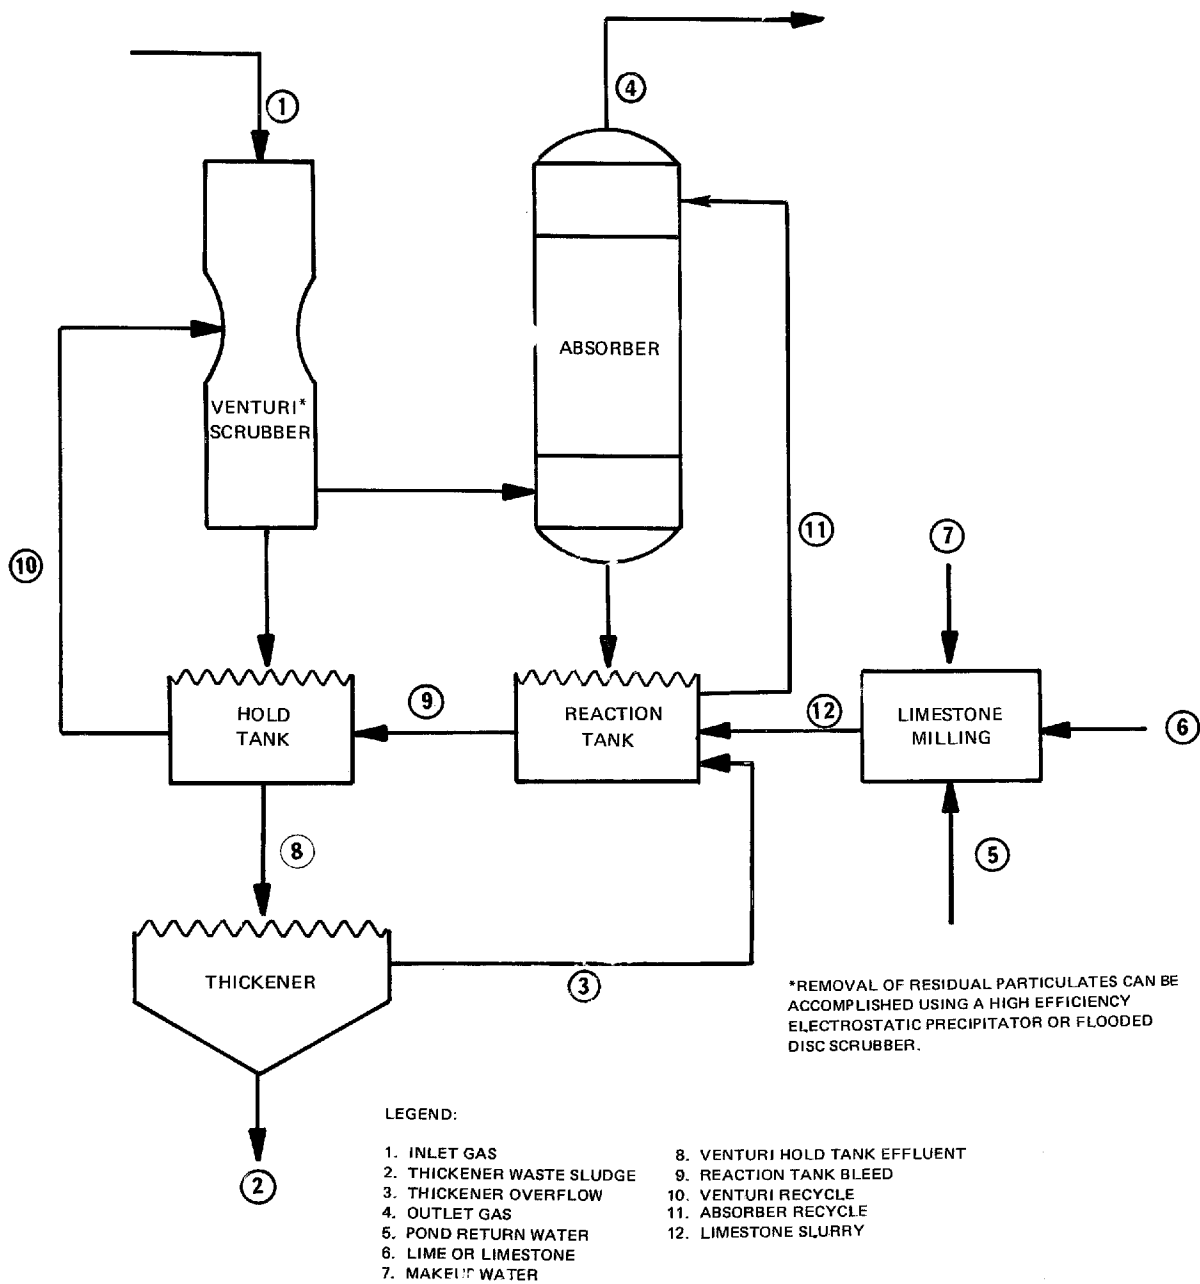 1
4
ABSORBER
VENTURI*
SCRUBBER
11
7
10
9
12
6
HOLD
TANK
REACTION
TANK
LIMESTONE
MILLING
8
5
THICKENER
3
*REMOVAL OF RESIDUAL PARTICULATES CAN BE
ACCOMPLISHED USING A HIGH EFFICIENCY
ELECTROSTATIC PRECIPITATOR OR FLOODED
DISC SCRUBBER.
2
LEGEND:
1. INLET GAS
2. THICKENER WASTE SLUDGE
3. THICKENER OVERFLOW
4. OUTLET GAS
5. POND RETURN WATER
6. LIME OR LIMESTONE
7. MAKEUP WATER
8. VENTURI HOLD TANK EFFLUENT
9. REACTION TANK BLEED
10. VENTURI RECYCLE
11. ABSORBER RECYCLE
12. LIMESTONE SLURRY